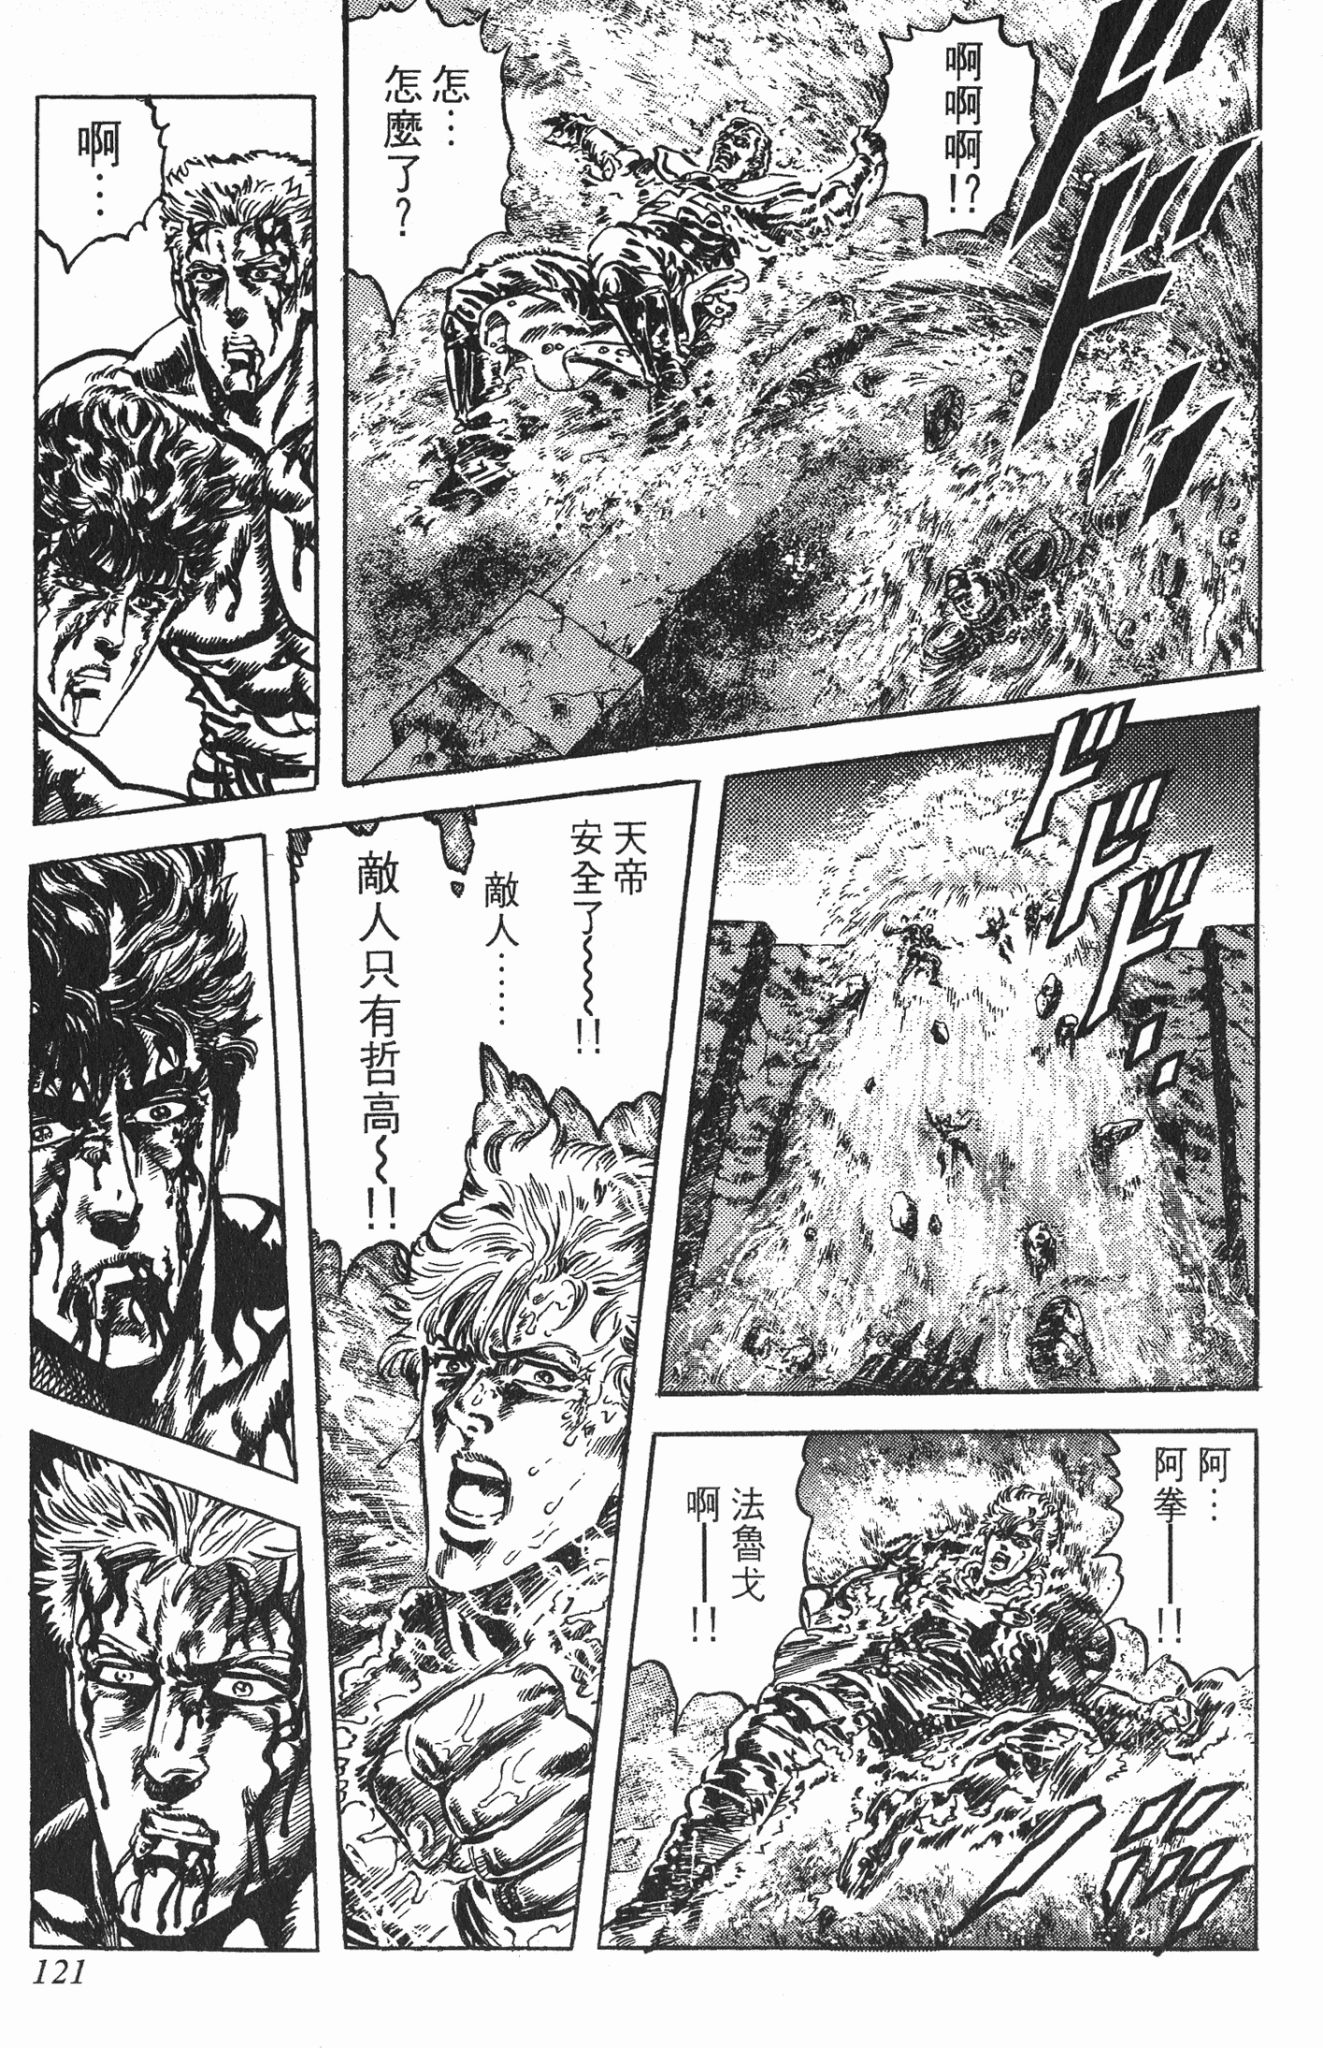 啊啊啊!?
怎…
怎麼了?
ドドド…
啊…
ドドド…
阿…
阿拳——!!
法魯戈
啊——!!
天帝
安全了～～～!!
敵人……
敵人只有哲高～!!
121